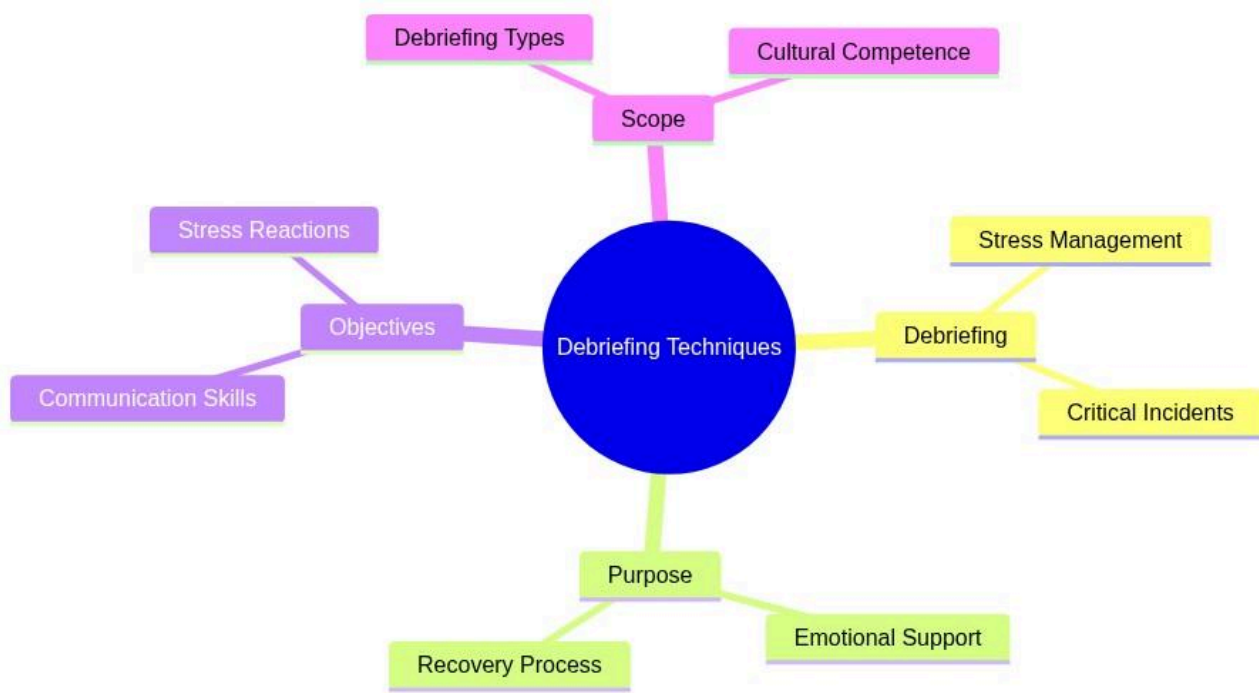 Debriefing Types
Cultural Competence
Scope
Stress Reactions
Stress Management
Objectives
Debriefing Techniques
Debriefing
Communication Skills
Critical Incidents
Purpose
Emotional Support
Recovery Process